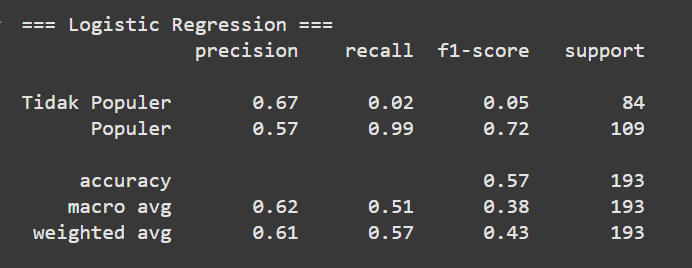 === Logistic Regression ===
precision recall f1-score support
Tidak Populer 0.67 0.02 0.05 84
Populer 0.57 0.99 0.72 109
accuracy 0.57 193
macro avg 0.62 0.51 0.38 193
weighted avg 0.61 0.57 0.43 193